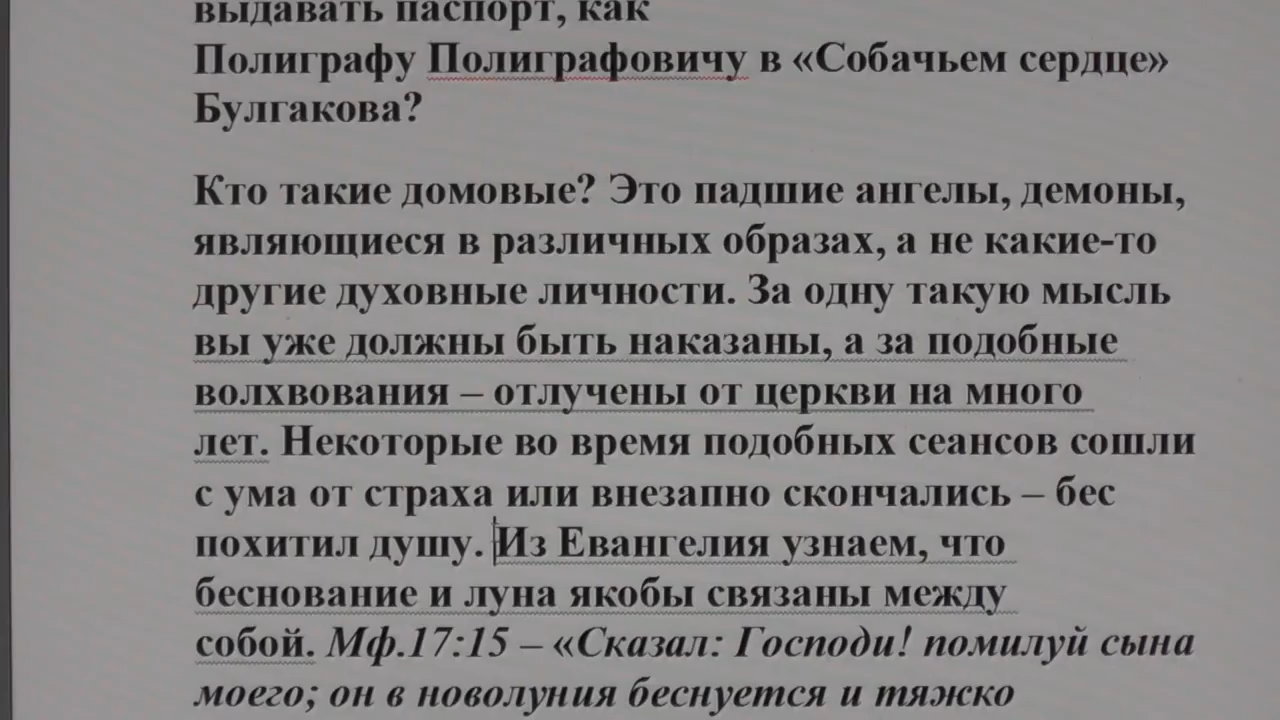 выдавать паспорт, как
Полиграфу Полиграфовичу в «Собачьем сердце»
Булгакова?
Кто такие домовые? Это падшие ангелы, демоны,
являющиеся в различных образах, а не какие-то
другие духовные личности. За одну такую мысль
вы уже должны быть наказаны, а за подобные
волхвования – отлучены от церкви на много
лет. Некоторые во время подобных сеансов сошли
с ума от страха или внезапно скончались – бес
похитил душу. Из Евангелия узнаем, что
беснование и луна якобы связаны между
собой. Мф.17:15 – «Сказал: Господи! помилуй сына
моего; он в новолуния беснуется и тяжко